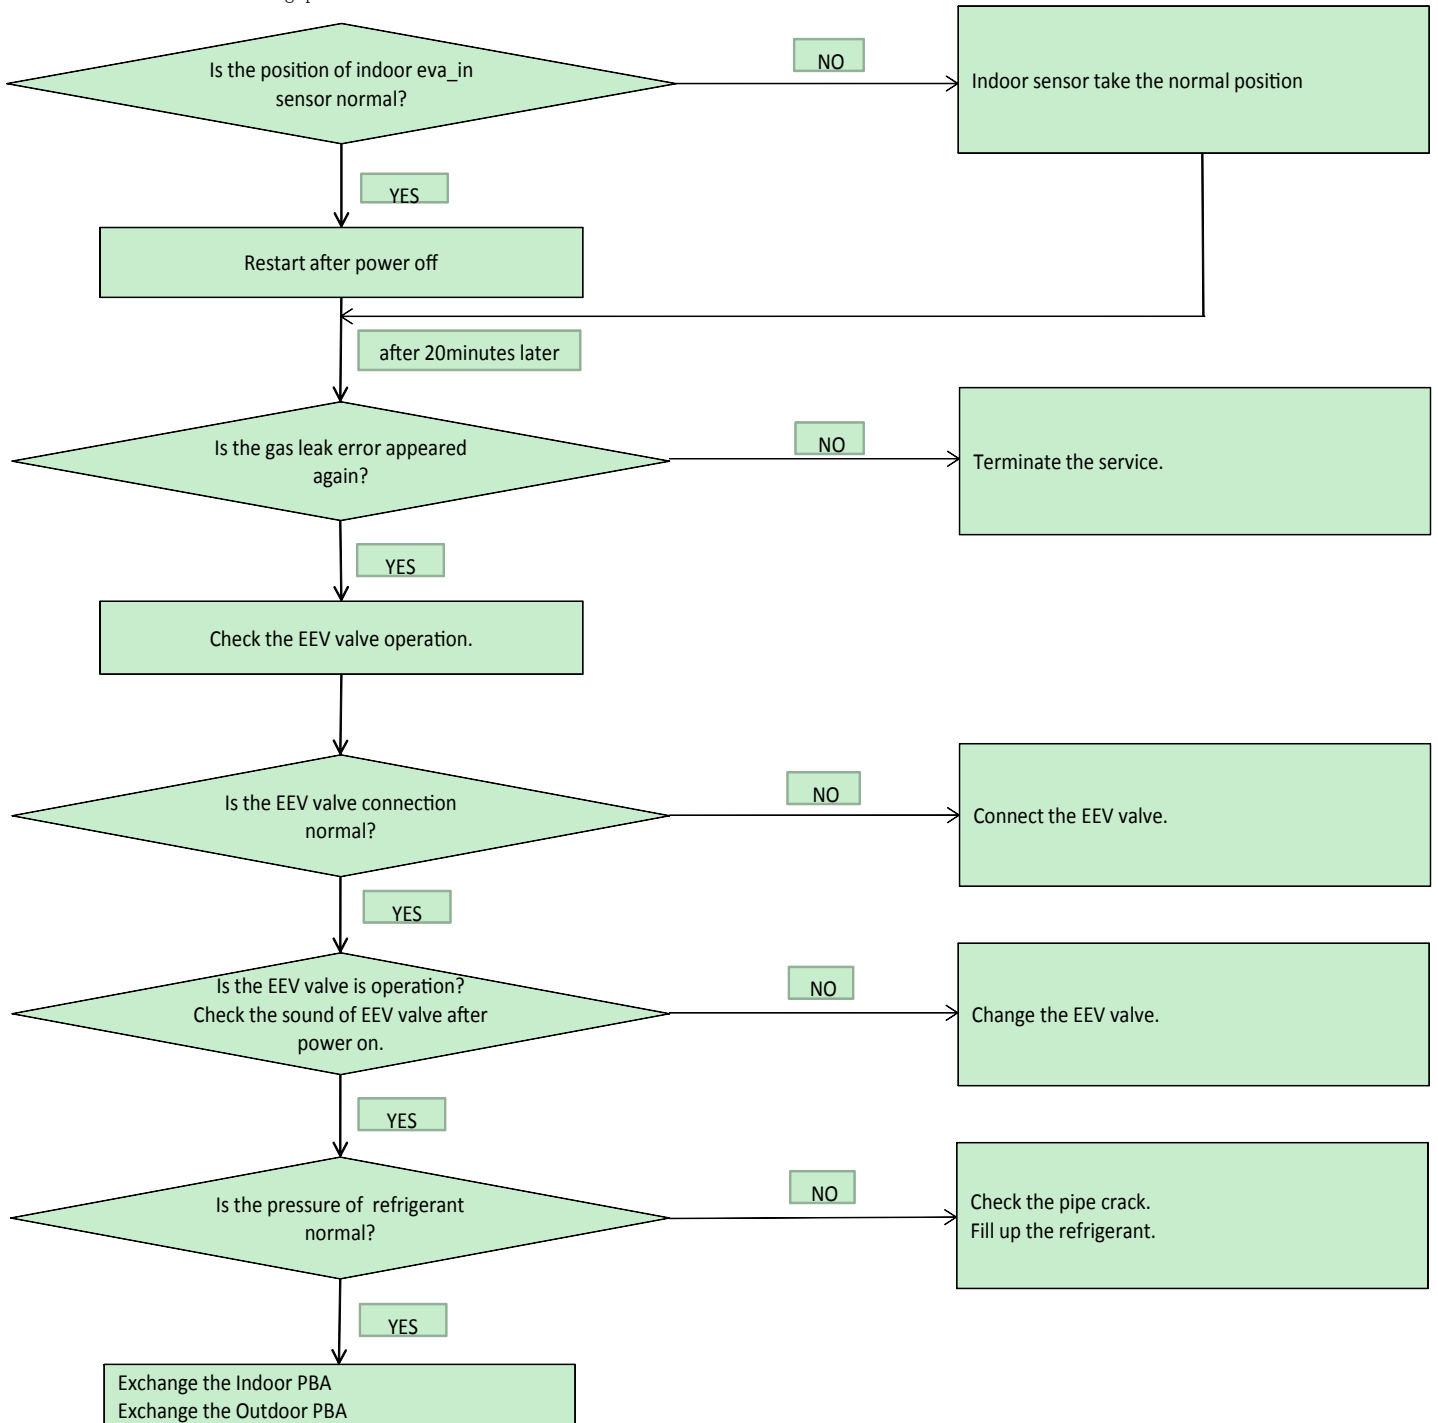 Is the position of indoor eva_in
sensor normal?
NO
Indoor sensor take the normal position
YES
Restart after power off
after 20minutes later
Is the gas leak error appeared
again?
NO
Terminate the service.
YES
Check the EEV valve operation.
Is the EEV valve connection
normal?
NO
Connect the EEV valve.
YES
Is the EEV valve is operation?
Check the sound of EEV valve after
power on.
NO
Change the EEV valve.
YES
Is the pressure of refrigerant
normal?
NO
Check the pipe crack.
Fill up the refrigerant.
YES
Exchange the Indoor PBA
Exchange the Outdoor PBA